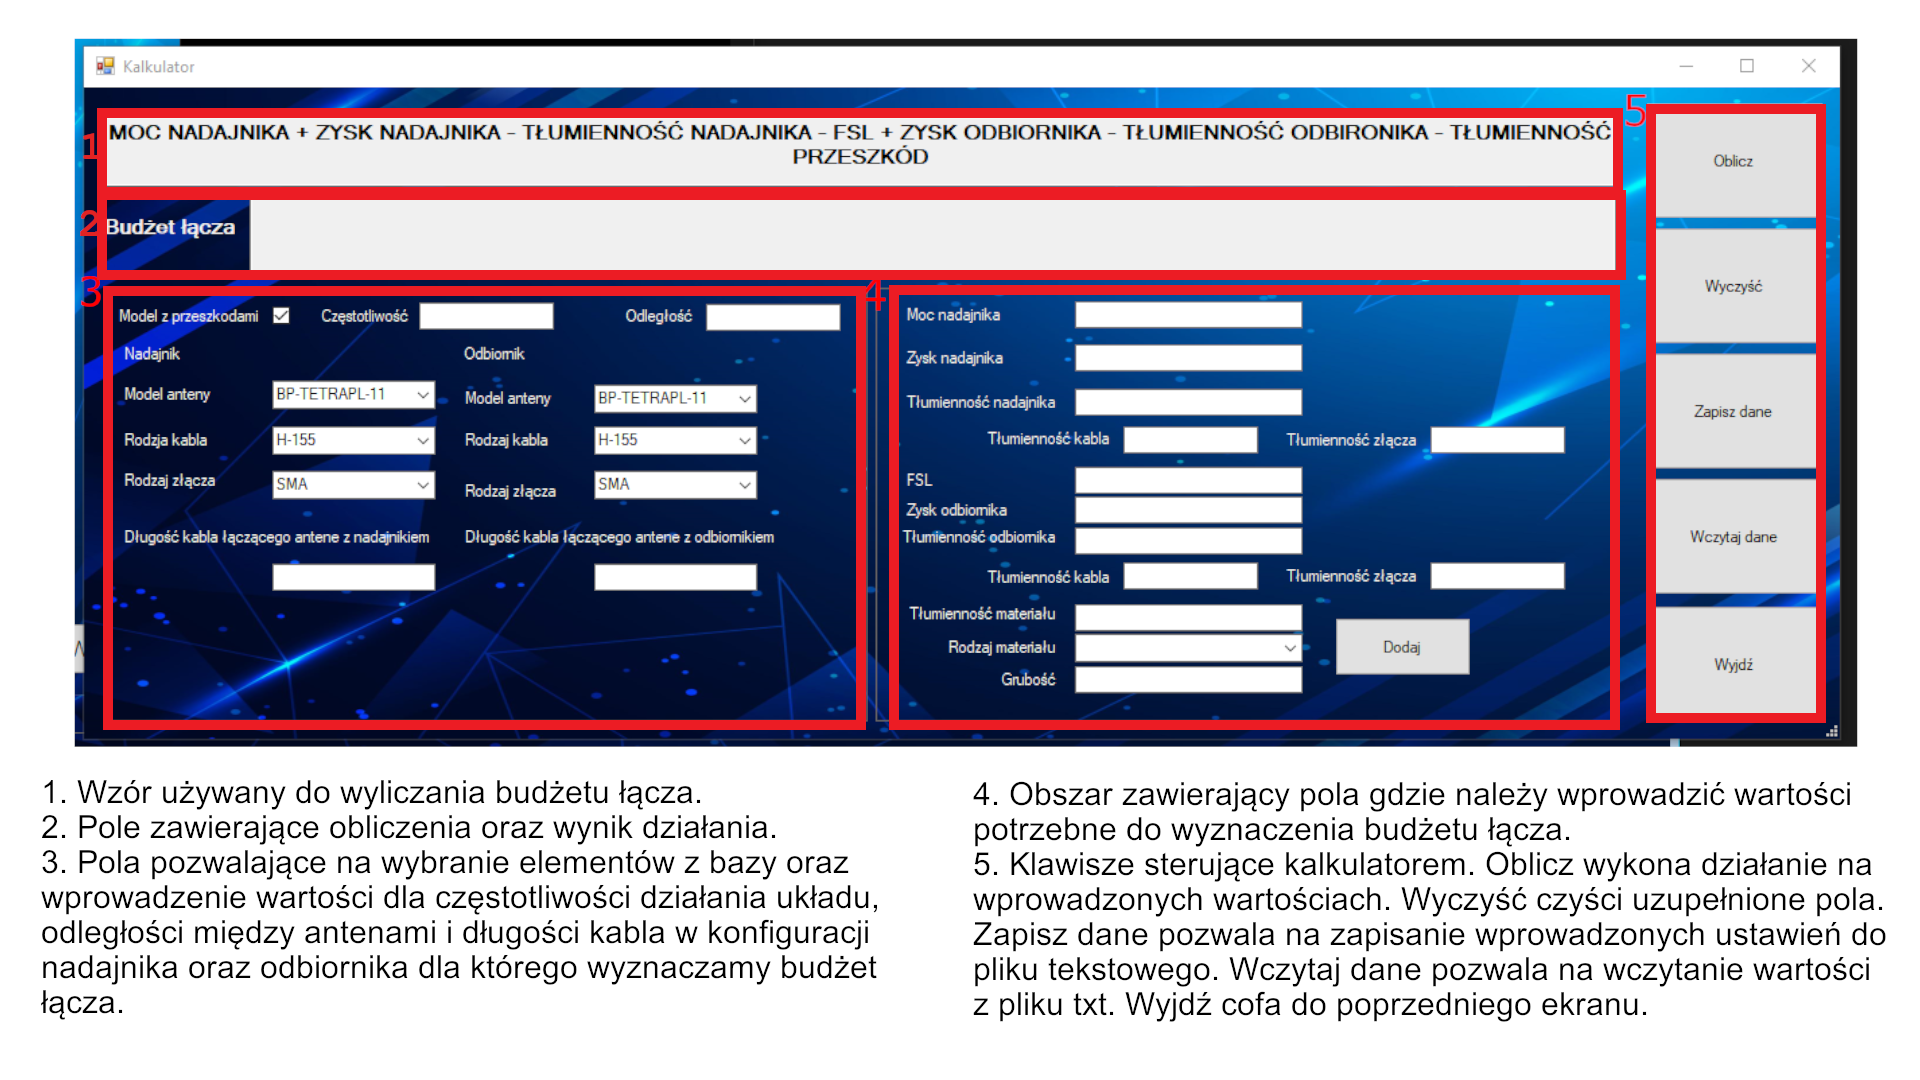 Kalkulator
5
1
MOC NADAJNIKA + ZYSK NADAJNIKA - TŁUMIENNOŚĆ NADAJNIKA - FSL + ZYSK ODBIORNIKA - TŁUMIENNOŚĆ ODBIRONIKA - TŁUMIENNOŚĆ
PRZESZKÓD
Oblicz
2
Budżet łącza
Wyczyść
3
4
Model z przeszkodami
Częstotliwość
Odległość
Nadajnik
Odbiornik
Model anteny
BP-TETRAPL-11
Model anteny
BP-TETRAPL-11
Rodzja kabla
H-155
Rodzaj kabla
H-155
Rodzaj złącza
SMA
Rodzaj złącza
SMA
Długość kabla łączącego antene z nadajnikiem
Długość kabla łączącego antene z odbiornikiem
Moc nadajnika
Zysk nadajnika
Tłumienność nadajnika
Tłumienność kabla
Tłumienność złącza
FSL
Zysk odbiornika
Tłumienność odbiornika
Tłumienność kabla
Tłumienność złącza
Tłumienność materiału
Rodzaj materiału
Dodaj
Grubość
Zapisz dane
Wczytaj dane
Wyjdź
1. Wzór używany do wyliczania budżetu łącza.
2. Pole zawierające obliczenia oraz wynik działania.
3. Pola pozwalające na wybranie elementów z bazy oraz
wprowadzenie wartości dla częstotliwości działania układu,
odległości między antenami i długości kabla w konfiguracji
nadajnika oraz odbiornika dla którego wyznaczamy budżet
łącza.
4. Obszar zawierający pola gdzie należy wprowadzić wartości
potrzebne do wyznaczenia budżetu łącza.
5. Klawisze sterujące kalkulatorem. Oblicz wykona działanie na
wprowadzonych wartościach. Wyczyść czyści uzupełnione pola.
Zapisz dane pozwala na zapisanie wprowadzonych ustawień do
pliku tekstowego. Wczytaj dane pozwala na wczytanie wartości
z pliku txt. Wyjdź cofa do poprzedniego ekranu.